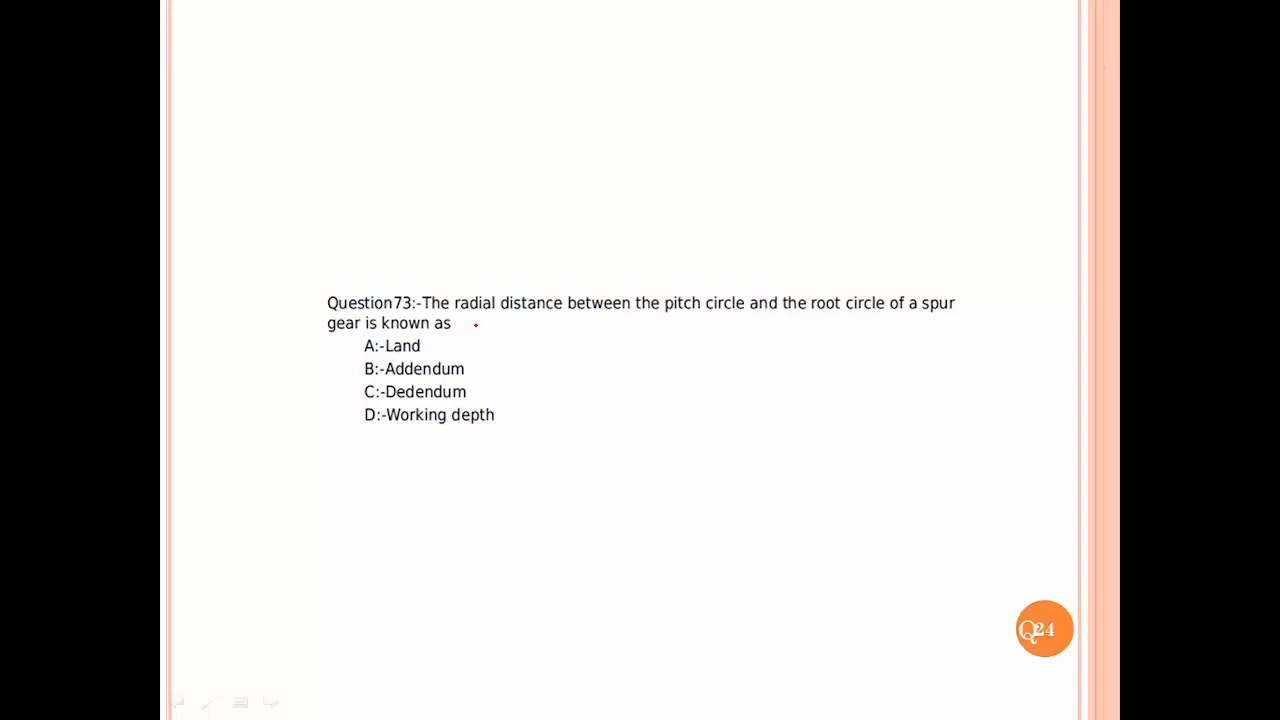 Question73:-The radial distance between the pitch circle and the root circle of a spur
gear is known as
A:-Land
B:-Addendum
C:-Dedendum
D:-Working depth
Q24